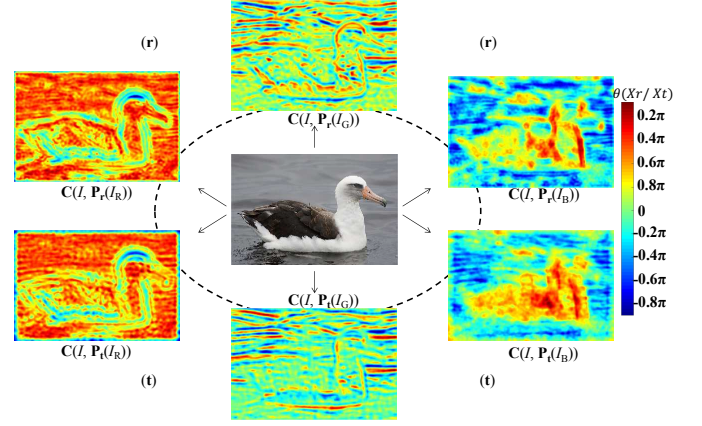 (r)
(r)
C(I, Pr(IG))
θ(Xr/ Xt)
0.2π
0.4π
0.6π
0.8π
0
-0.2π
-0.4π
-0.6π
-0.8π
C(I, Pr(IR))
C(I, Pr(IB))
C(I, Pt(IG))
C(I, Pt(IR))
C(I, Pt(IB))
(t)
(t)